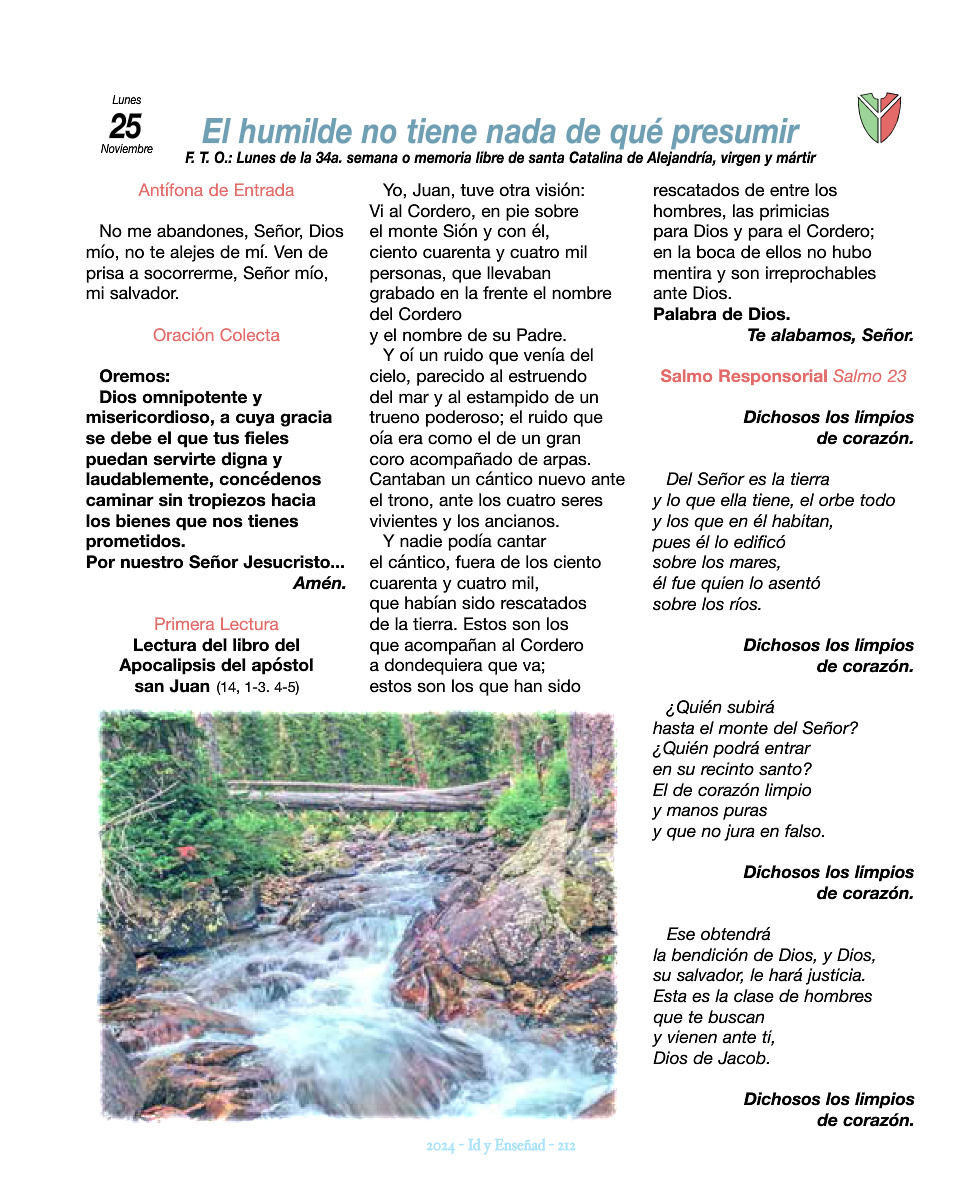 Lunes
25
Noviembre
El humilde no tiene nada de qué presumir
F. T. O.: Lunes de la 34a. semana o memoria libre de santa Catalina de Alejandría, virgen y mártir
Antífona de Entrada
No me abandones, Señor, Dios
mío, no te alejes de mí. Ven de
prisa a socorrerme, Señor mío,
mi salvador.
Oración Colecta
Oremos:
Dios omnipotente y
misericordioso, a cuya gracia
se debe el que tus fieles
puedan servirte digna y
laudablemente, concédenos
caminar sin tropiezos hacia
los bienes que nos tienes
prometidos.
Por nuestro Señor Jesucristo...
Amén.
Primera Lectura
Lectura del libro del
Apocalipsis del apóstol
san Juan (14, 1-3. 4-5)
Yo, Juan, tuve otra visión:
Vi al Cordero, en pie sobre
el monte Sión y con él,
ciento cuarenta y cuatro mil
personas, que llevaban
grabado en la frente el nombre
del Cordero
y el nombre de su Padre.
Y oí un ruido que venía del
cielo, parecido al estruendo
del mar y al estampido de un
trueno poderoso; el ruido que
oía era como el de un gran
coro acompañado de arpas.
Cantaban un cántico nuevo ante
el trono, ante los cuatro seres
vivientes y los ancianos.
Y nadie podía cantar
el cántico, fuera de los ciento
cuarenta y cuatro mil,
que habían sido rescatados
de la tierra. Estos son los
que acompañan al Cordero
a dondequiera que va;
estos son los que han sido
rescatados de entre los
hombres, las primicias
para Dios y para el Cordero;
en la boca de ellos no hubo
mentira y son irreprochables
ante Dios.
Palabra de Dios.
Te alabamos, Señor.
Salmo Responsorial Salmo 23
Dichosos los limpios
de corazón.
Del Señor es la tierra
y lo que ella tiene, el orbe todo
y los que en él habitan,
pues él lo edificó
sobre los mares,
él fue quien lo asentó
sobre los ríos.
Dichosos los limpios
de corazón.
¿Quién subirá
hasta el monte del Señor?
¿Quién podrá entrar
en su recinto santo?
El de corazón limpio
y manos puras
y que no jura en falso.
Dichosos los limpios
de corazón.
Ese obtendrá
la bendición de Dios, y Dios,
su salvador, le hará justicia.
Esta es la clase de hombres
que te buscan
y vienen ante tí,
Dios de Jacob.
Dichosos los limpios
de corazón.
2024 - Id y Enseñad - 212